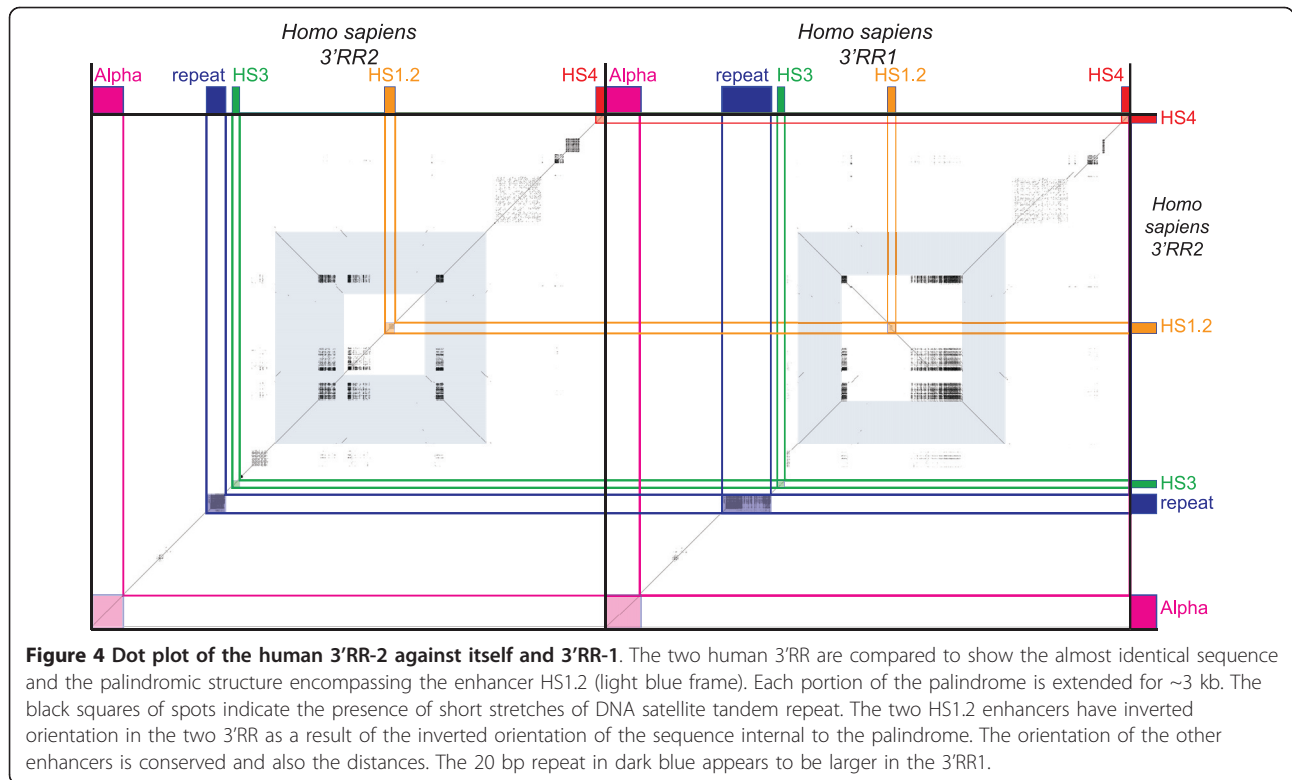 Homo sapiens
3'RR2
Homo sapiens
3'RR1
Alpha
repeat
HS3
HS1.2
HS4
Alpha
repeat
HS3
HS1.2
HS4
HS4
Homo
sapiens
3'RR2
HS1.2
HS3
repeat
Alpha
Figure 4 Dot plot of the human 3'RR-2 against itself and 3'RR-1. The two human 3'RR are compared to show the almost identical sequence
and the palindromic structure encompassing the enhancer HS1.2 (light blue frame). Each portion of the palindrome is extended for ~3 kb. The
black squares of spots indicate the presence of short stretches of DNA satellite tandem repeat. The two HS1.2 enhancers have inverted
orientation in the two 3'RR as a result of the inverted orientation of the sequence internal to the palindrome. The orientation of the other
enhancers is conserved and also the distances. The 20 bp repeat in dark blue appears to be larger in the 3'RR1.